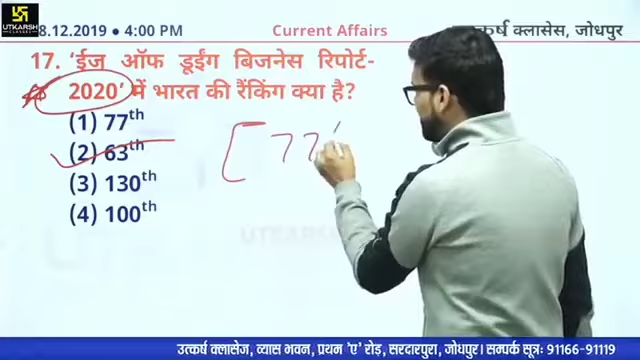 UTKARSH
CLASSES
8.12.2019 ● 4:00 PM
Current Affairs
उत्कर्ष क्लासेस, जोधपुर
17. ‘ईज ऑफ डूईंग बिजनेस रिपोर्ट-
2020’ में भारत की रैंकिंग क्या है?
(1) 77th
(2) 63th
(3) 130th
(4) 100th
77
UTKARSH
उत्कर्ष क्लासेज, व्यास भवन, प्रथम 'ए' रोड़, सरदारपुरा, जोधपुर। सम्पर्क सूत्र: 91166-91119